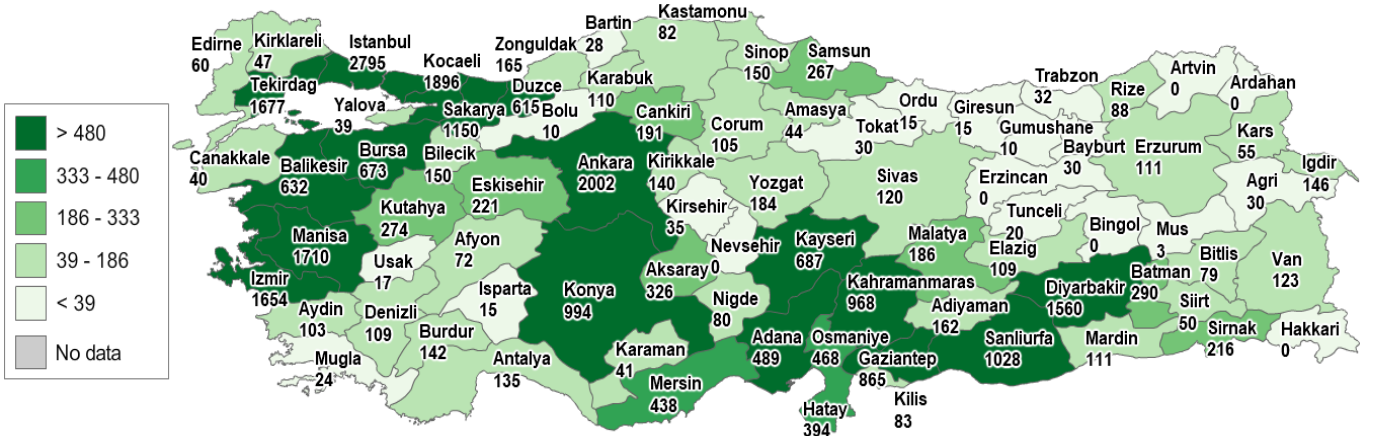 > 480
333 - 480
186 - 333
39 - 186
< 39
No data
Edirne
60
Kirklareli
47
Istanbul
2795
Tekirdag
1677
Kocaeli
1896
Yalova
39
Sakarya
1150
Duzce
615
Zonguldak
165
Bartin
28
Kastamonu
82
Karabuk
110
Bolu
10
Cankiri
191
Sinop
150
Samsun
267
Corum
105
Amasya
44
Tokat
30
Ordu
15
Giresun
15
Trabzon
32
Gumushane
10
Bayburt
30
Rize
88
Artvin
0
Ardahan
0
Kars
55
Igdir
146
Erzurum
111
Agri
30
Erzincan
0
Canakkale
40
Balikesir
632
Bursa
673
Bilecik
150
Eskisehir
221
Kutahya
274
Ankara
2002
Kirikkale
140
Kirsehir
35
Yozgat
184
Sivas
120
Tunceli
20
Bingol
0
Mus
3
Bitlis
79
Van
123
Manisa
1710
Izmir
1654
Usak
17
Afyon
72
Aydin
103
Denizli
109
Isparta
15
Burdur
142
Mugla
24
Antalya
135
Konya
994
Aksaray
326
Nevsehir
0
Kayseri
687
Nigde
80
Karaman
41
Mersin
438
Adana
489
Osmaniye
468
Hatay
394
Kahramanmaras
968
Malatya
186
Elazig
109
Adiyaman
162
Gaziantep
865
Kilis
83
Sanliurfa
1028
Diyarbakir
1560
Batman
290
Mardin
111
Siirt
50
Sirnak
216
Hakkari
0